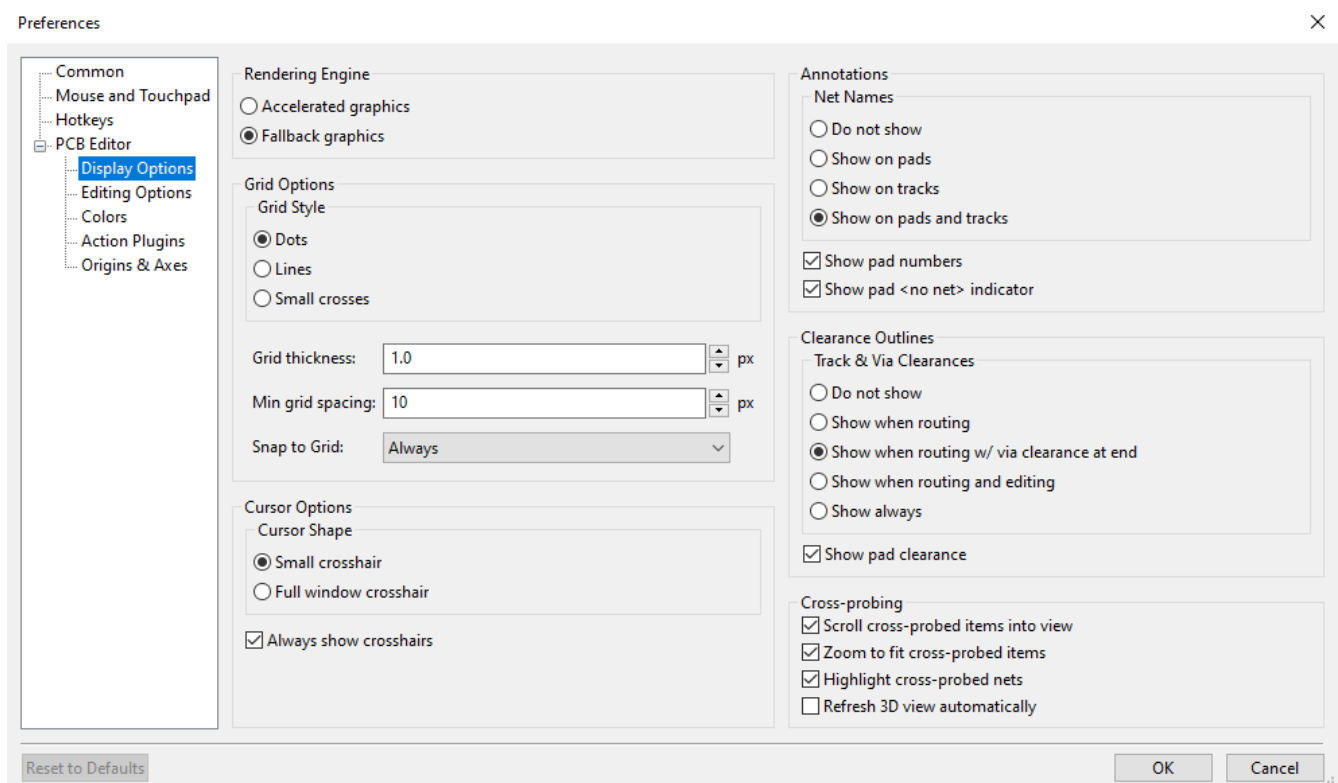 Preferences
Common
Mouse and Touchpad
Hotkeys
PCB Editor
Display Options
Editing Options
Colors
Action Plugins
Origins & Axes
Rendering Engine
Accelerated graphics
Fallback graphics
Grid Options
Grid Style
Dots
Lines
Small crosses
Grid thickness: 1.0 px
Min grid spacing: 10 px
Snap to Grid: Always
Cursor Options
Cursor Shape
Small crosshair
Full window crosshair
Always show crosshairs
Annotations
Net Names
Do not show
Show on pads
Show on tracks
Show on pads and tracks
Show pad numbers
Show pad <no net> indicator
Clearance Outlines
Track & Via Clearances
Do not show
Show when routing
Show when routing w/ via clearance at end
Show when routing and editing
Show always
Show pad clearance
Cross-probing
Scroll cross-probed items into view
Zoom to fit cross-probed items
Highlight cross-probed nets
Refresh 3D view automatically
Reset to Defaults
OK
Cancel